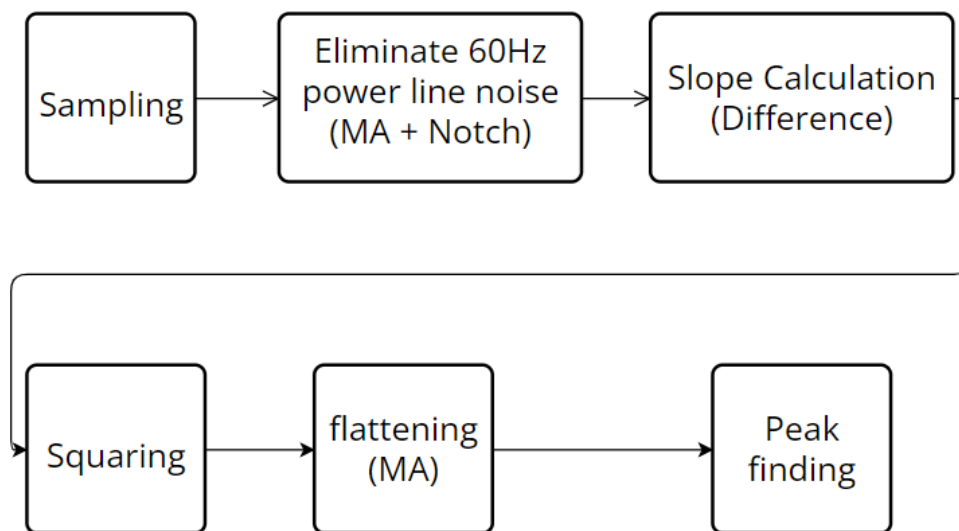 Sampling
Eliminate 60Hz
power line noise
(MA + Notch)
Slope Calculation
(Difference)
Squaring
flattening
(MA)
Peak
finding